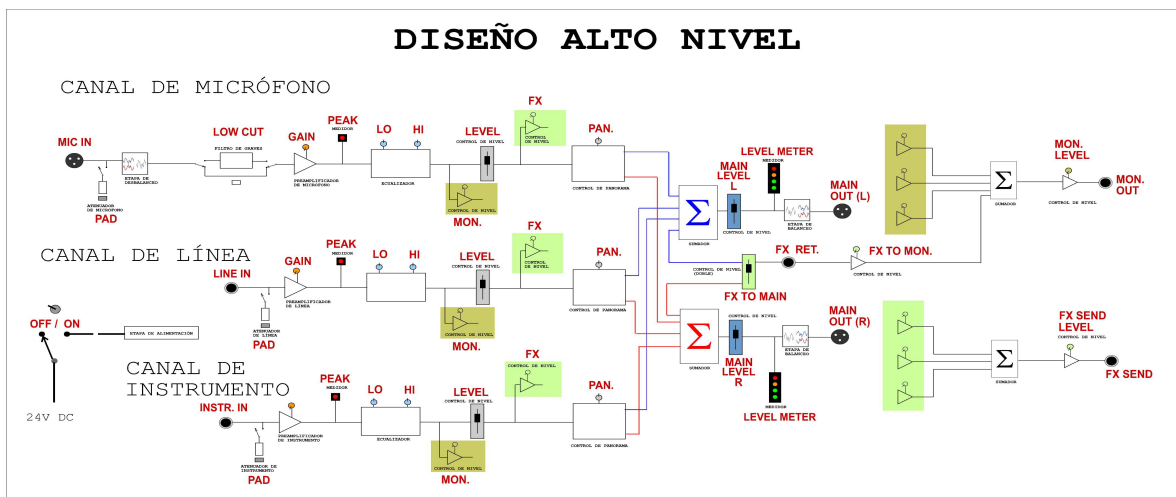 DISEÑO ALTO NIVEL
CANAL DE MICRÓFONO
MIC IN
PAD
ATENUADOR
DE MICRÓFONO
ETAPA DE
DESBALANCEO
LOW CUT
FILTRO DE GRAVES
GAIN
PREAMPLIFICADOR
DE MICROFONO
PEAK
MEDIDOR
LO
HI
ECUALIZADOR
LEVEL
CONTROL DE NIVEL
MON.
CONTROL DE NIVEL
FX
CONTROL
DE NIVEL
PAN.
CONTROL DE PANORAMA
CANAL DE LÍNEA
LINE IN
PAD
ATENUADOR
DE LÍNEA
GAIN
PREAMPLIFICADOR
DE LÍNEA
PEAK
MEDIDOR
LO
HI
LEVEL
CONTROL
DE NIVEL
MON.
CONTROL DE NIVEL
FX
CONTROL
DE NIVEL
PAN.
CONTROL DE PANORAMA
OFF / ON
ETAPA DE ALIMENTACIÓN
24V DC
CANAL DE
INSTRUMENTO
INSTR. IN
PAD
ATENUADOR DE
INSTRUMENTO
PREAMPLIFICADOR
DE INSTRUMENTO
PEAK
MEDIDOR
LO
HI
ECUALIZADOR
LEVEL
CONTROL
DE NIVEL
MON.
CONTROL DE NIVEL
FX
CONTROL DE NIVEL
PAN.
CONTROL DE PANORAMA
Σ
SUMADOR
MAIN
LEVEL
L
CONTROL DE NIVEL
LEVEL METER
MEDIDOR
ETAPA DE
BALANCEO
MAIN
OUT (L)
FX RET.
CONTROL DE NIVEL
(DOBLE)
FX TO MAIN
FX TO MON.
CONTROL DE NIVEL
Σ
SUMADOR
CONTROL DE NIVEL
MAIN
LEVEL
R
MEDIDOR
LEVEL METER
ETAPA DE
BALANCEO
MAIN
OUT (R)
Σ
SUMADOR
MON.
LEVEL
CONTROL DE NIVEL
MON.
OUT
Σ
SUMADOR
FX SEND
LEVEL
CONTROL DE NIVEL
FX SEND